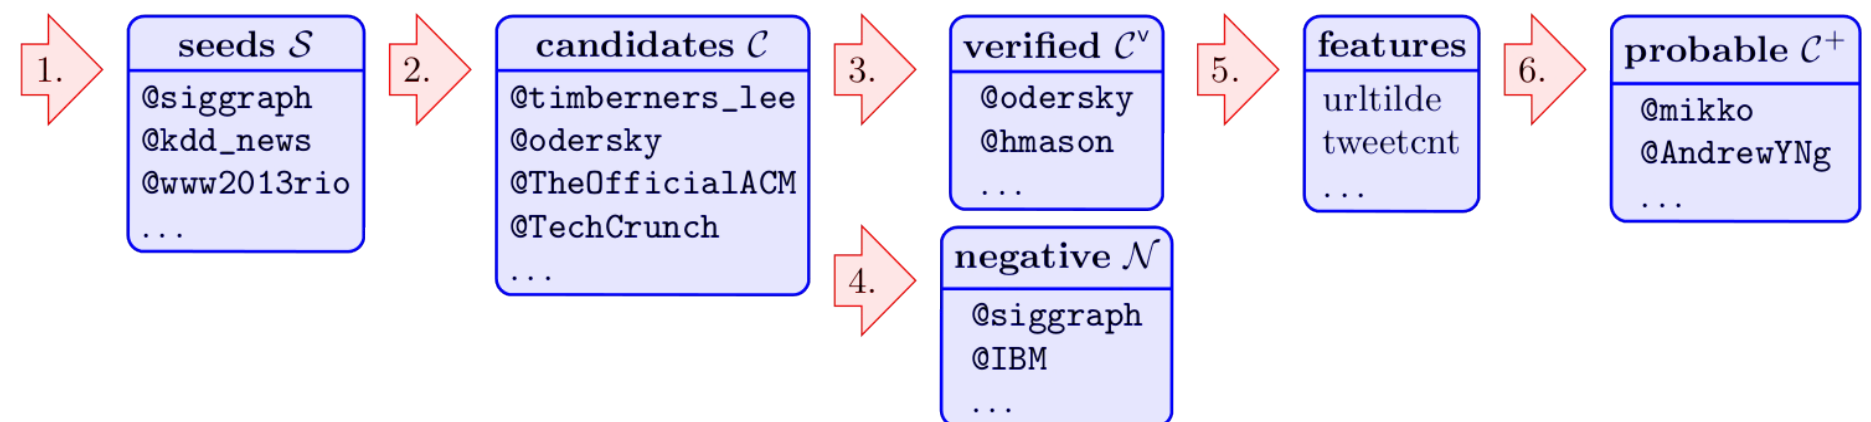 1.
seeds 𝒮
@siggraph
@kdd_news
@www2013rio
...
2.
candidates 𝒞
@timberners_lee
@odersky
@TheOfficialACM
@TechCrunch
...
3.
verified 𝒞ᵛ
@odersky
@hmason
...
4.
negative 𝒩
@siggraph
@IBM
...
5.
features
urltilde
tweetcnt
...
6.
probable 𝒞⁺
@mikko
@AndrewYNg
...